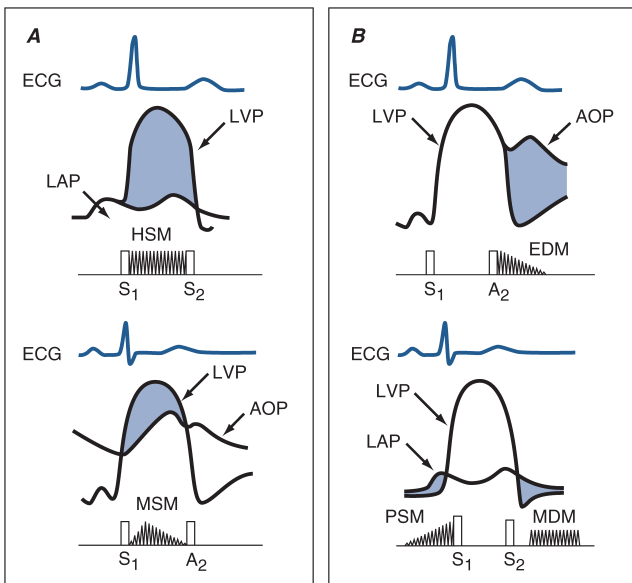 A
ECG
LVP
LAP
HSM
S1 S2
ECG
LVP
AOP
MSM
S1 A2
B
ECG
LVP AOP
EDM
S1 A2
ECG
LVP
LAP
PSM MDM
S1 S2